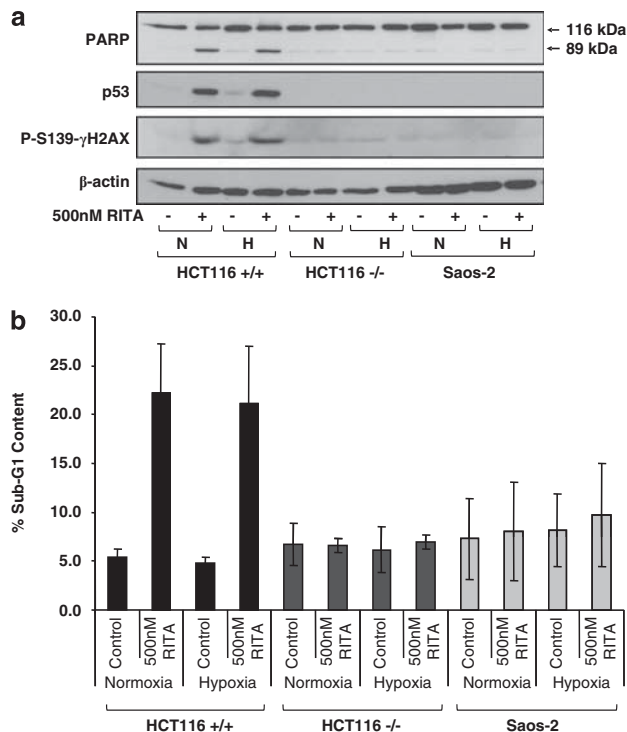 a
PARP
← 116 kDa
← 89 kDa
p53
P-S139-γH2AX
β-actin
500nM RITA - + - + - + - + - + - +
N H N H N H
HCT116 +/+ HCT116 -/- Saos-2
b
% Sub-G1 Content
30.0
25.0
20.0
15.0
10.0
5.0
0.0
Control 500nM RITA Control 500nM RITA Control 500nM RITA Control 500nM RITA Control 500nM RITA Control 500nM RITA
Normoxia Hypoxia Normoxia Hypoxia Normoxia Hypoxia
HCT116 +/+ HCT116 -/- Saos-2